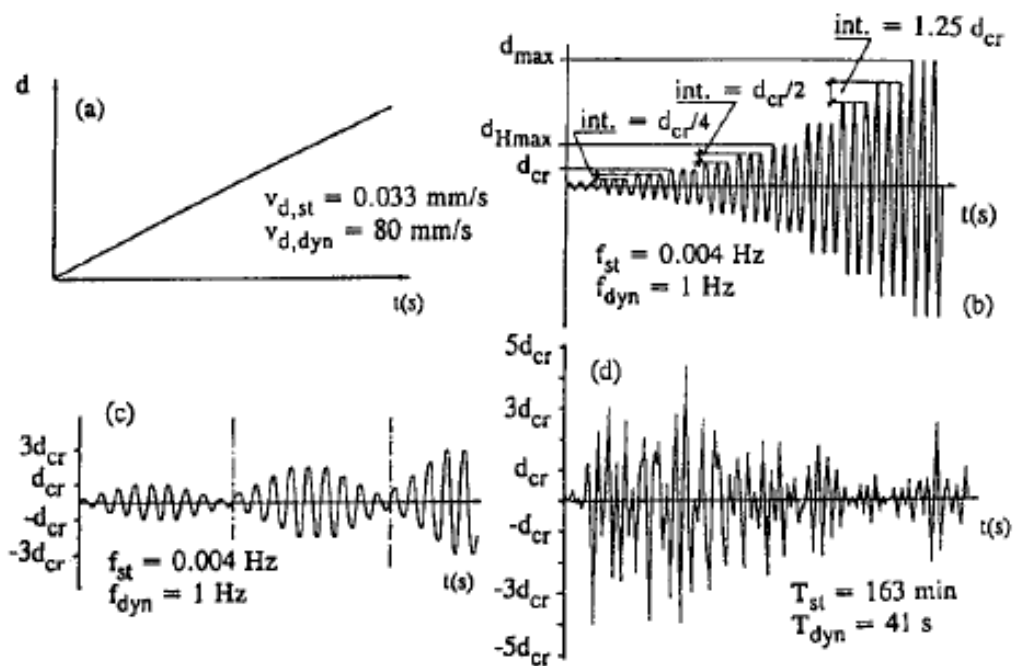 d
(a)
v_d,st = 0.033 mm/s
v_d,dyn = 80 mm/s
t(s)
int. = 1.25 d_cr
d_max
int. = d_cr/2
int. = d_cr/4
d_Hmax
d_cr
t(s)
f_st = 0.004 Hz
f_dyn = 1 Hz
(b)
(c)
3d_cr
d_cr
-d_cr
-3d_cr
f_st = 0.004 Hz
f_dyn = 1 Hz
t(s)
5d_cr
(d)
3d_cr
d_cr
-d_cr
t(s)
-3d_cr
T_st = 163 min
T_dyn = 41 s
-5d_cr